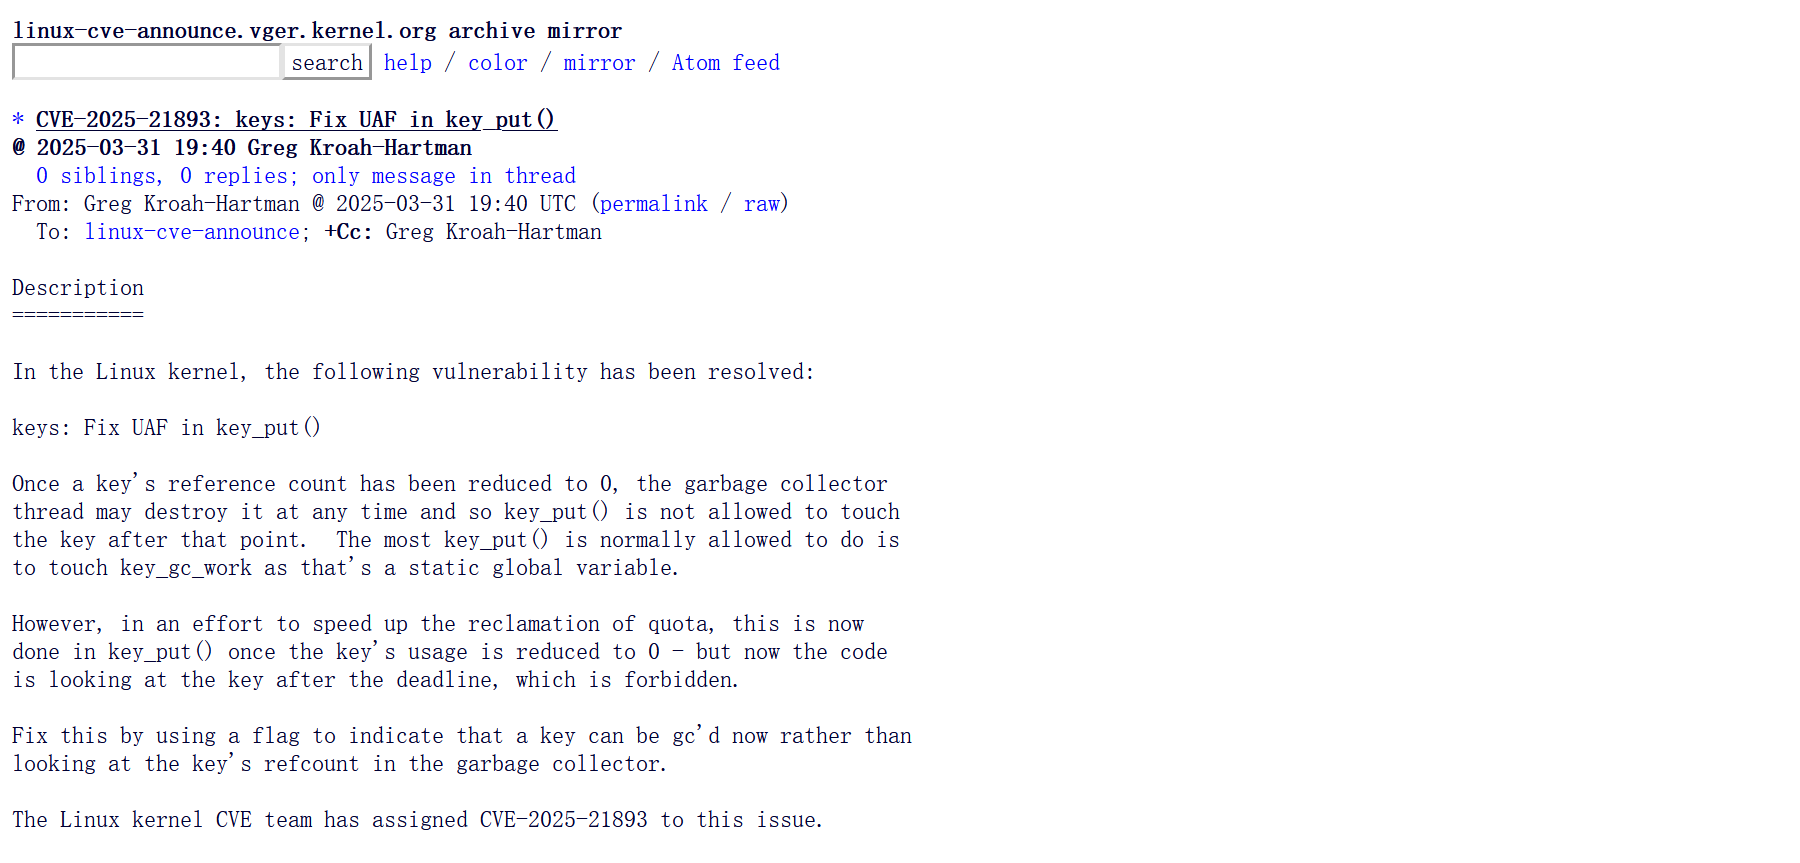 linux-cve-announce.vger.kernel.org archive mirror
search help / color / mirror / Atom feed
* CVE-2025-21893: keys: Fix UAF in key_put()
@ 2025-03-31 19:40 Greg Kroah-Hartman
0 siblings, 0 replies; only message in thread
From: Greg Kroah-Hartman @ 2025-03-31 19:40 UTC (permalink / raw)
To: linux-cve-announce; +Cc: Greg Kroah-Hartman
Description
===========
In the Linux kernel, the following vulnerability has been resolved:
keys: Fix UAF in key_put()
Once a key's reference count has been reduced to 0, the garbage collector
thread may destroy it at any time and so key_put() is not allowed to touch
the key after that point.  The most key_put() is normally allowed to do is
to touch key_gc_work as that's a static global variable.
However, in an effort to speed up the reclamation of quota, this is now
done in key_put() once the key's usage is reduced to 0 - but now the code
is looking at the key after the deadline, which is forbidden.
Fix this by using a flag to indicate that a key can be gc'd now rather than
looking at the key's refcount in the garbage collector.
The Linux kernel CVE team has assigned CVE-2025-21893 to this issue.